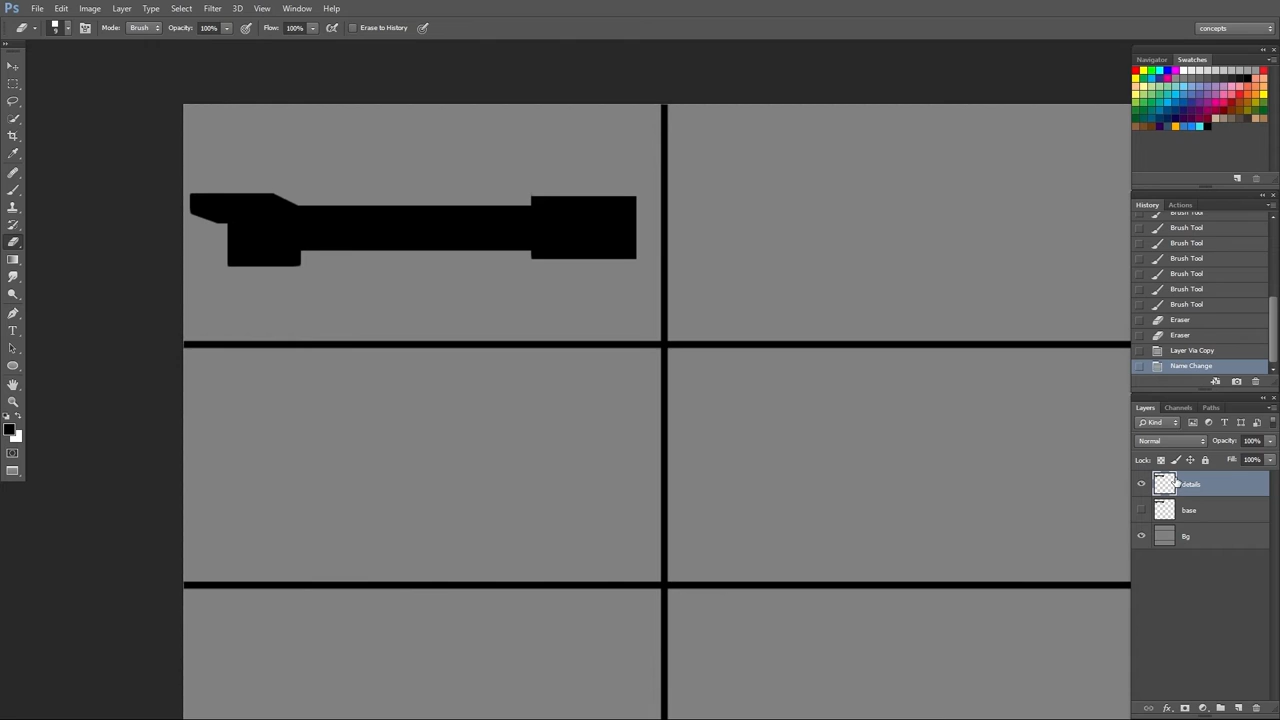 Ps File Edit Image Layer Type Select Filter 3D View Window Help
9 Mode: Brush Opacity: 100% Flow: 100% Erase to History concepts
Navigator Swatches
History Actions
Brush Tool
Brush Tool
Brush Tool
Brush Tool
Brush Tool
Brush Tool
Brush Tool
Eraser
Eraser
Layer Via Copy
Name Change
Layers Channels Paths
Kind
Normal Opacity: 100%
Lock: Fill: 100%
details
base
Bg